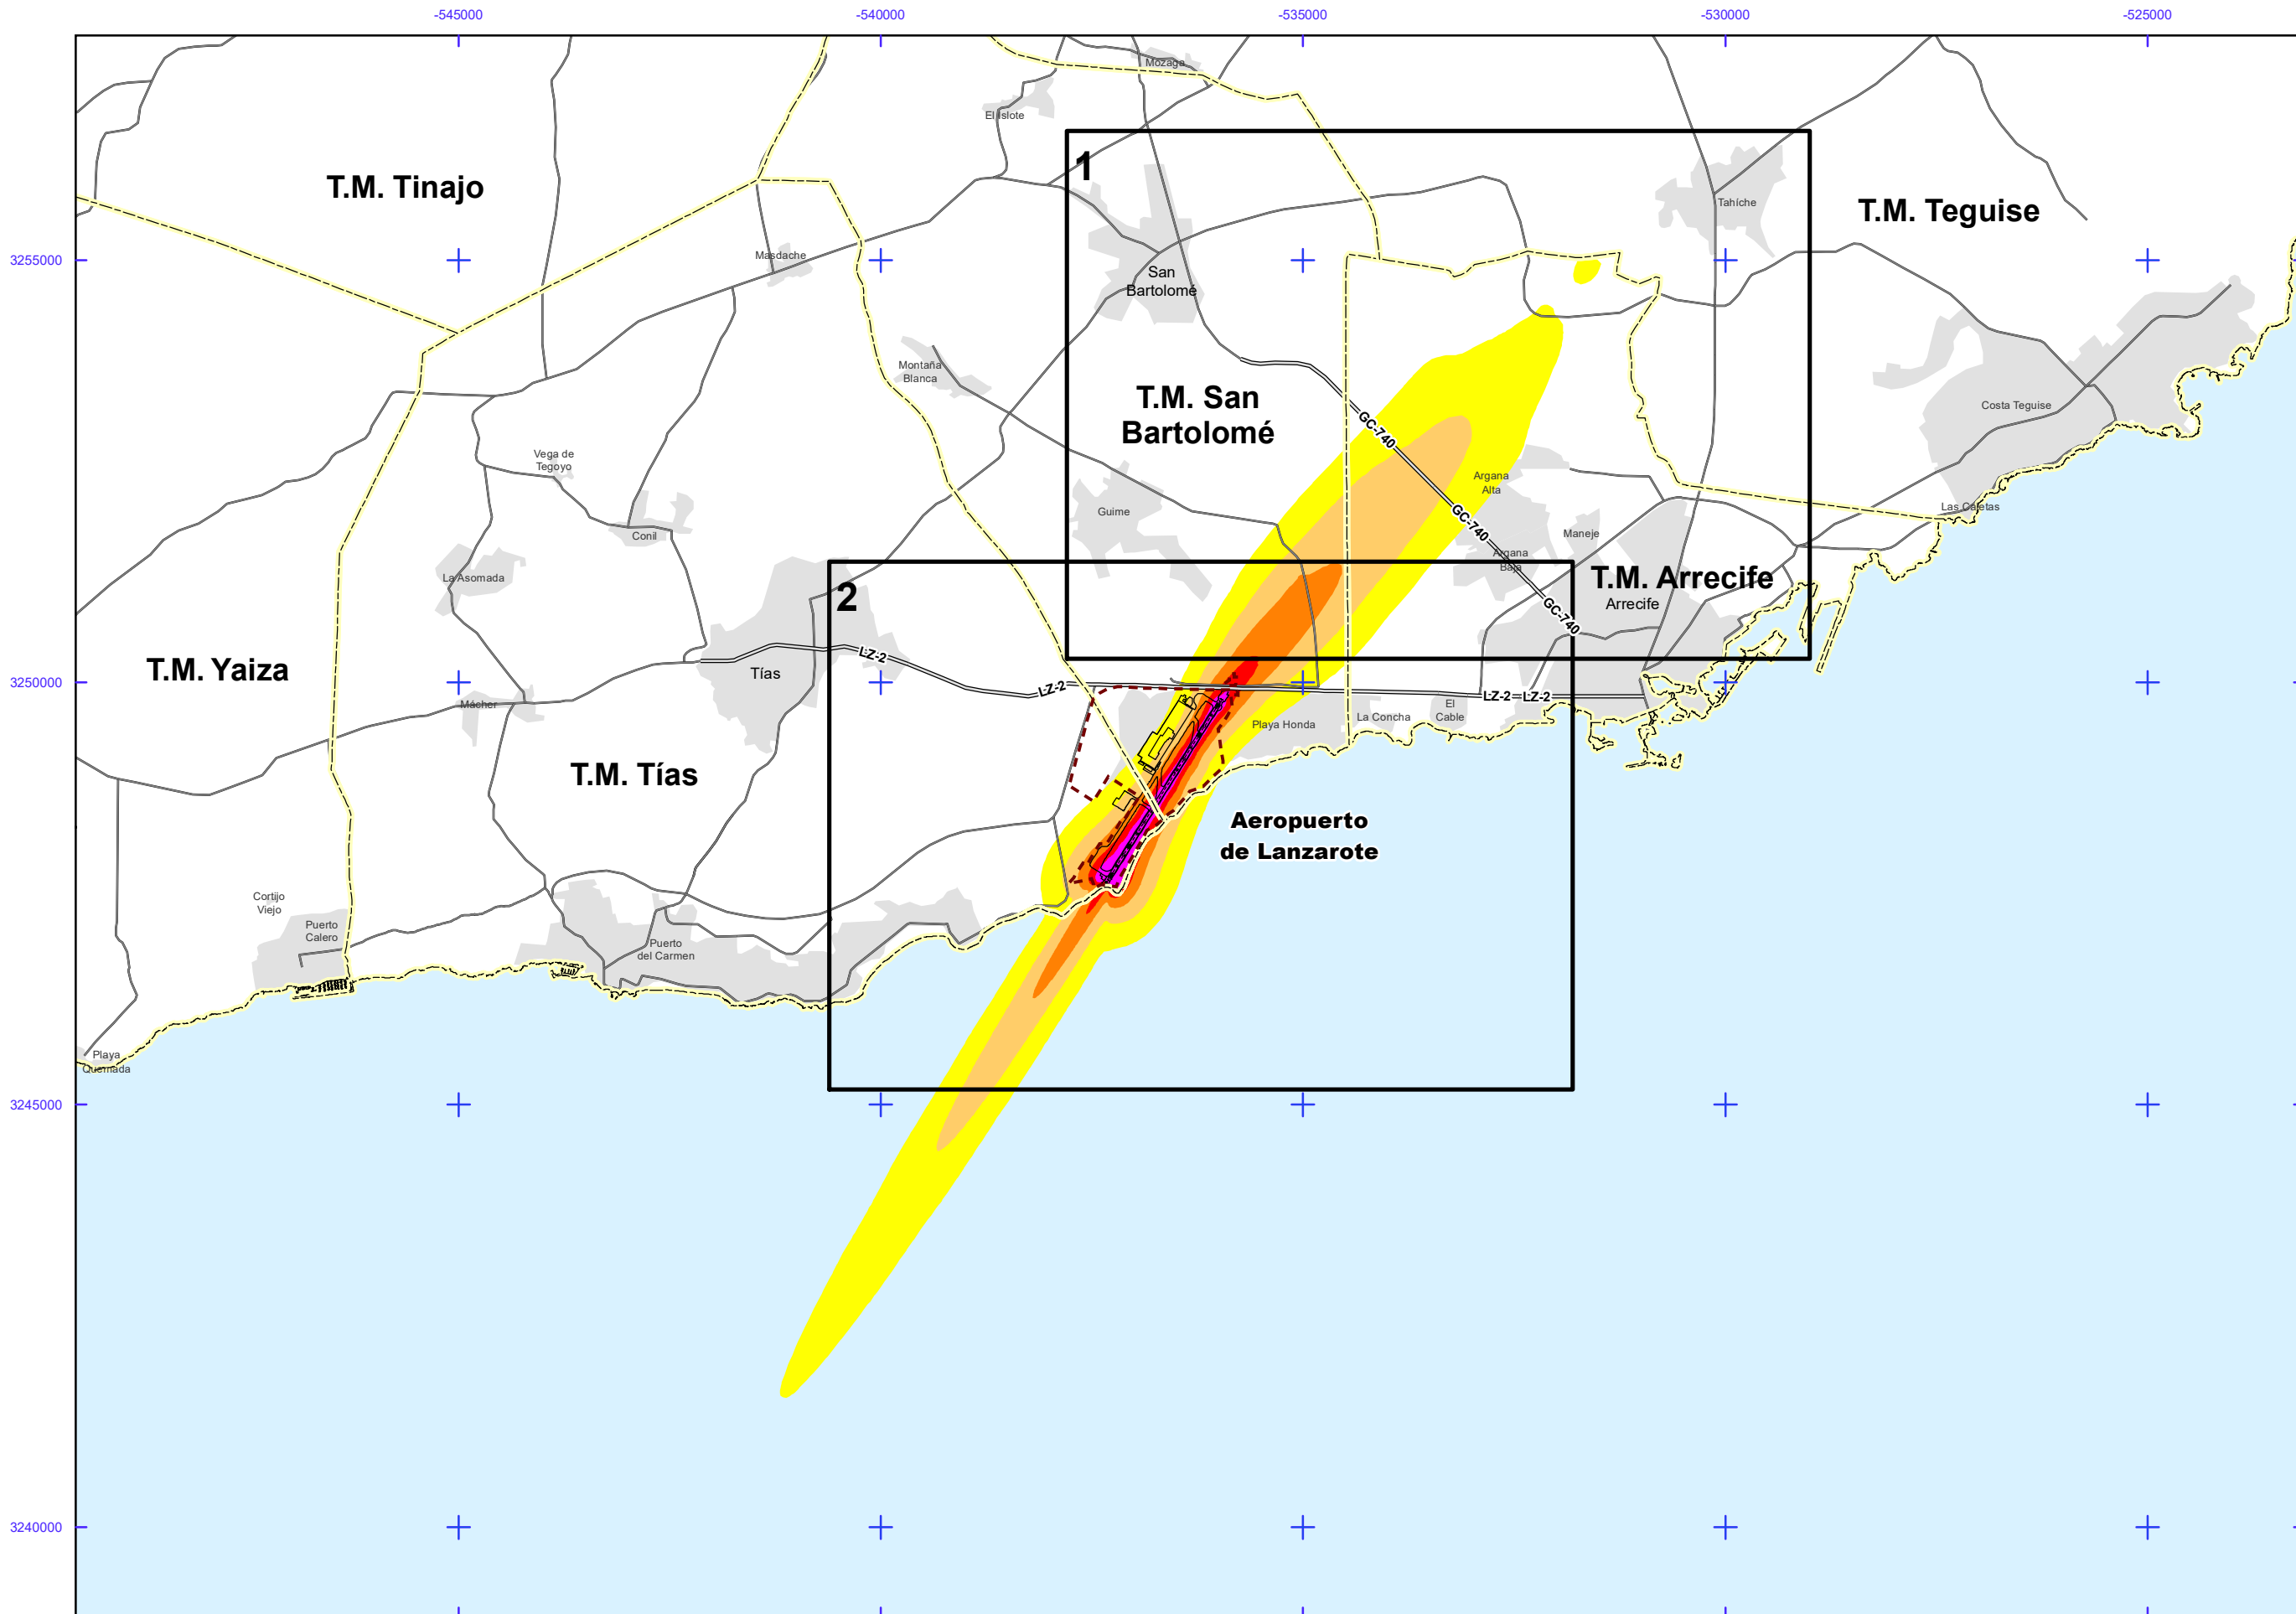 -545000
-540000
-535000
-530000
-525000
Mozaga
El Islote
1
T.M. Tinajo
Tahíche
T.M. Teguise
3255000
Masdache
San
Bartolomé
Montaña
Blanca
T.M. San
Bartolomé
GC-740
Costa Teguise
Vega de
Tegoyo
Argana
Alta
Las Caletas
Guime
GC-740
Maneje
Conil
Argana
Baja
La Asomada
T.M. Arrecife
Arrecife
2
GC-740
T.M. Yaiza
Tías
LZ-2
3250000
LZ-2
LZ-2
LZ-2
Mácher
Playa Honda
La Concha
El
Cable
T.M. Tías
Aeropuerto
de Lanzarote
Cortijo
Viejo
Puerto
Calero
Puerto
del Carmen
Playa
Quemada
3245000
3240000